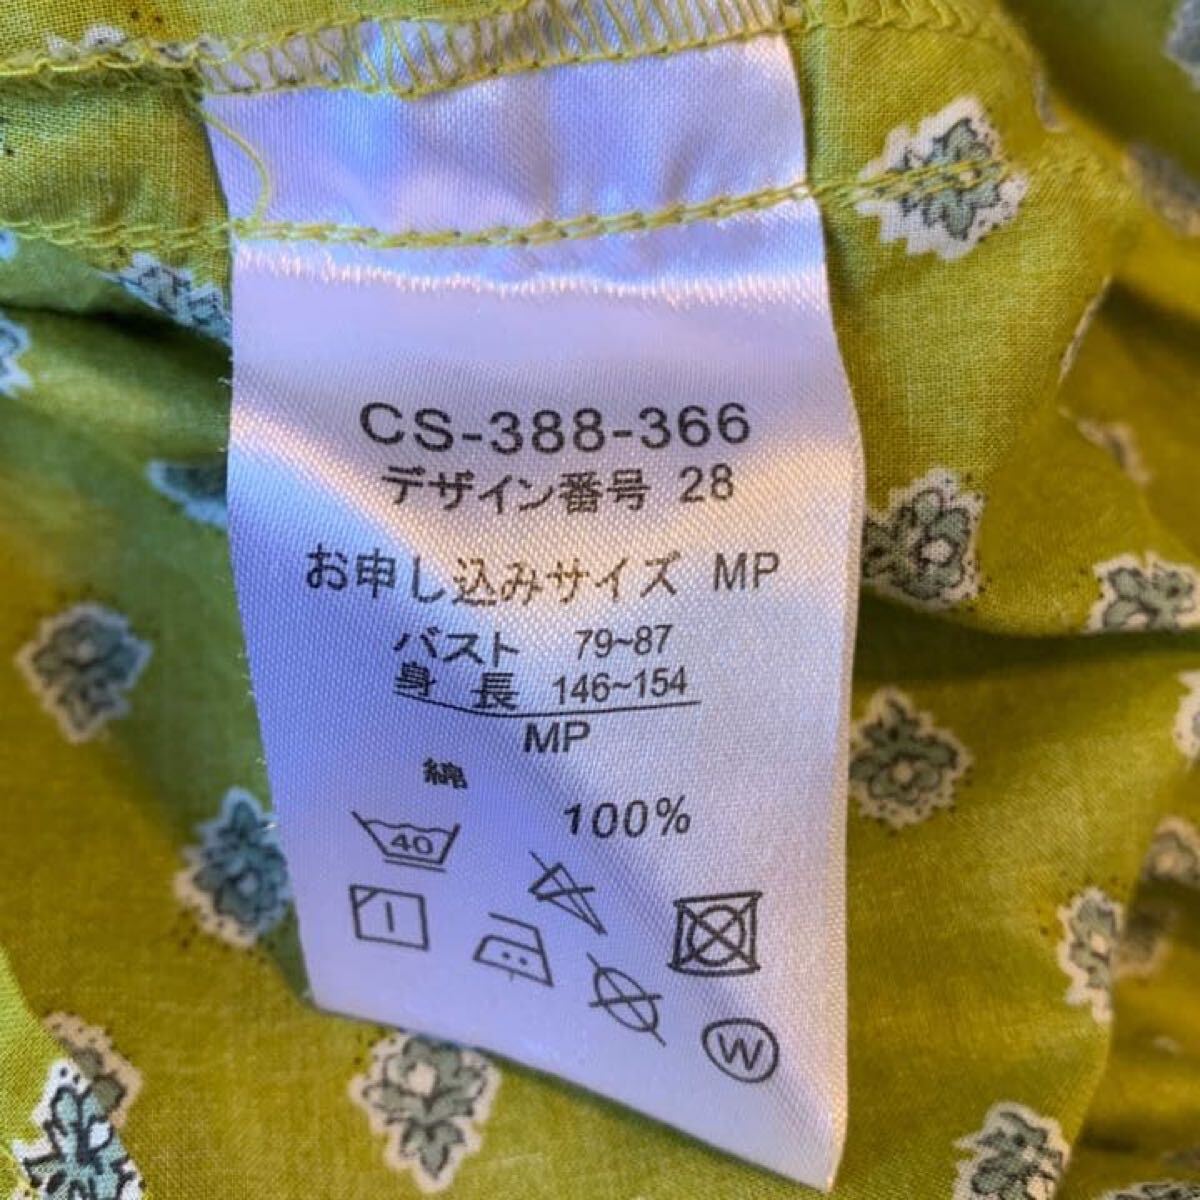 CS-388-366
デザイン番号 28
お申し込みサイズ MP
バスト 79~87
身長 146~154
MP
綿
100%
40
W